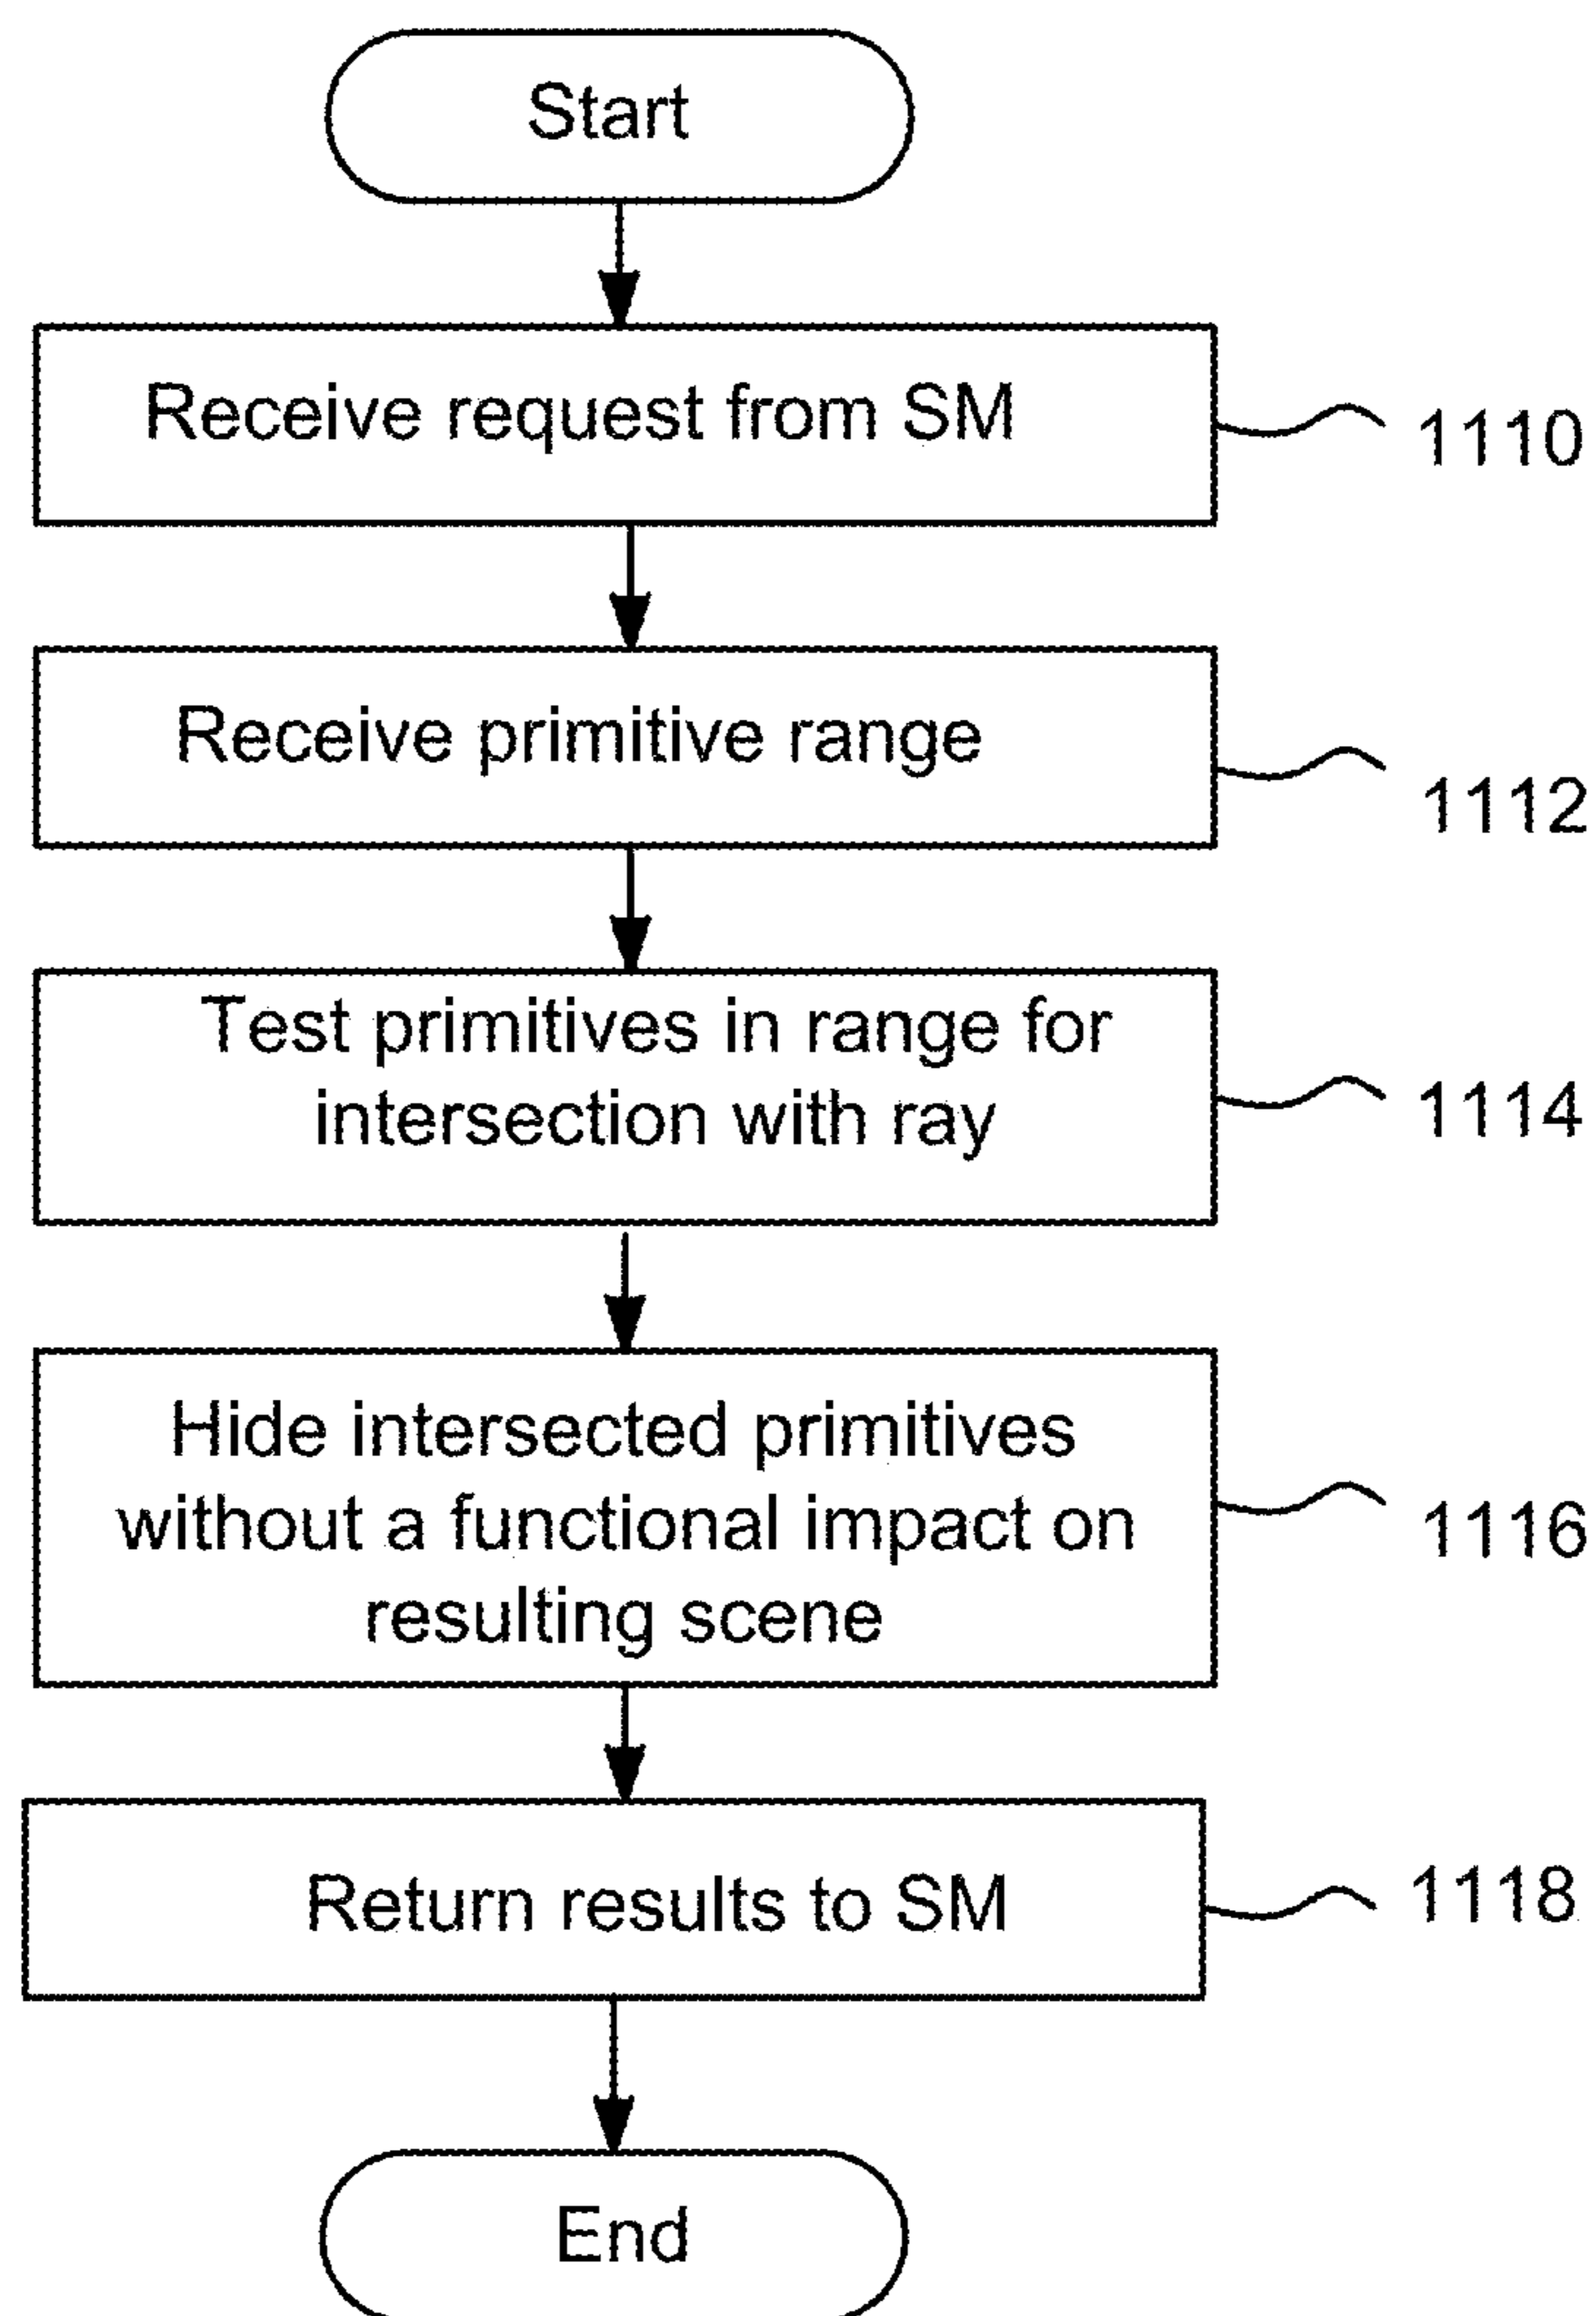 Start
Receive request from SM
1110
Receive primitive range
1112
Test primitives in range for
intersection with ray
1114
Hide intersected primitives
without a functional impact on
resulting scene
1116
Return results to SM
1118
End